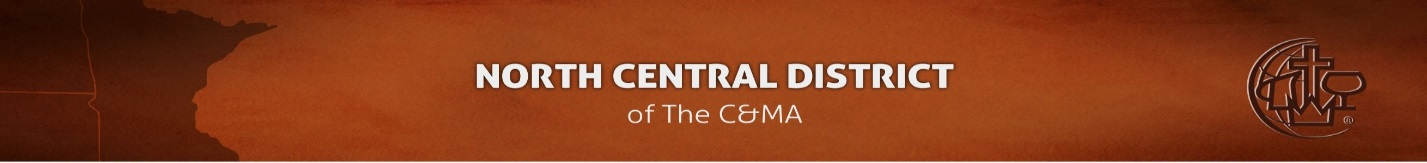 NORTH CENTRAL DISTRICT
of The C&MA
®